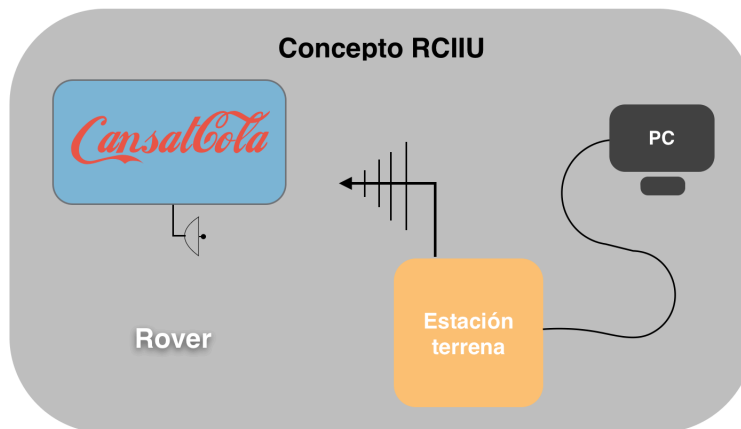 Concepto RCIIU
CansatCola
PC
Estación
terrena
Rover